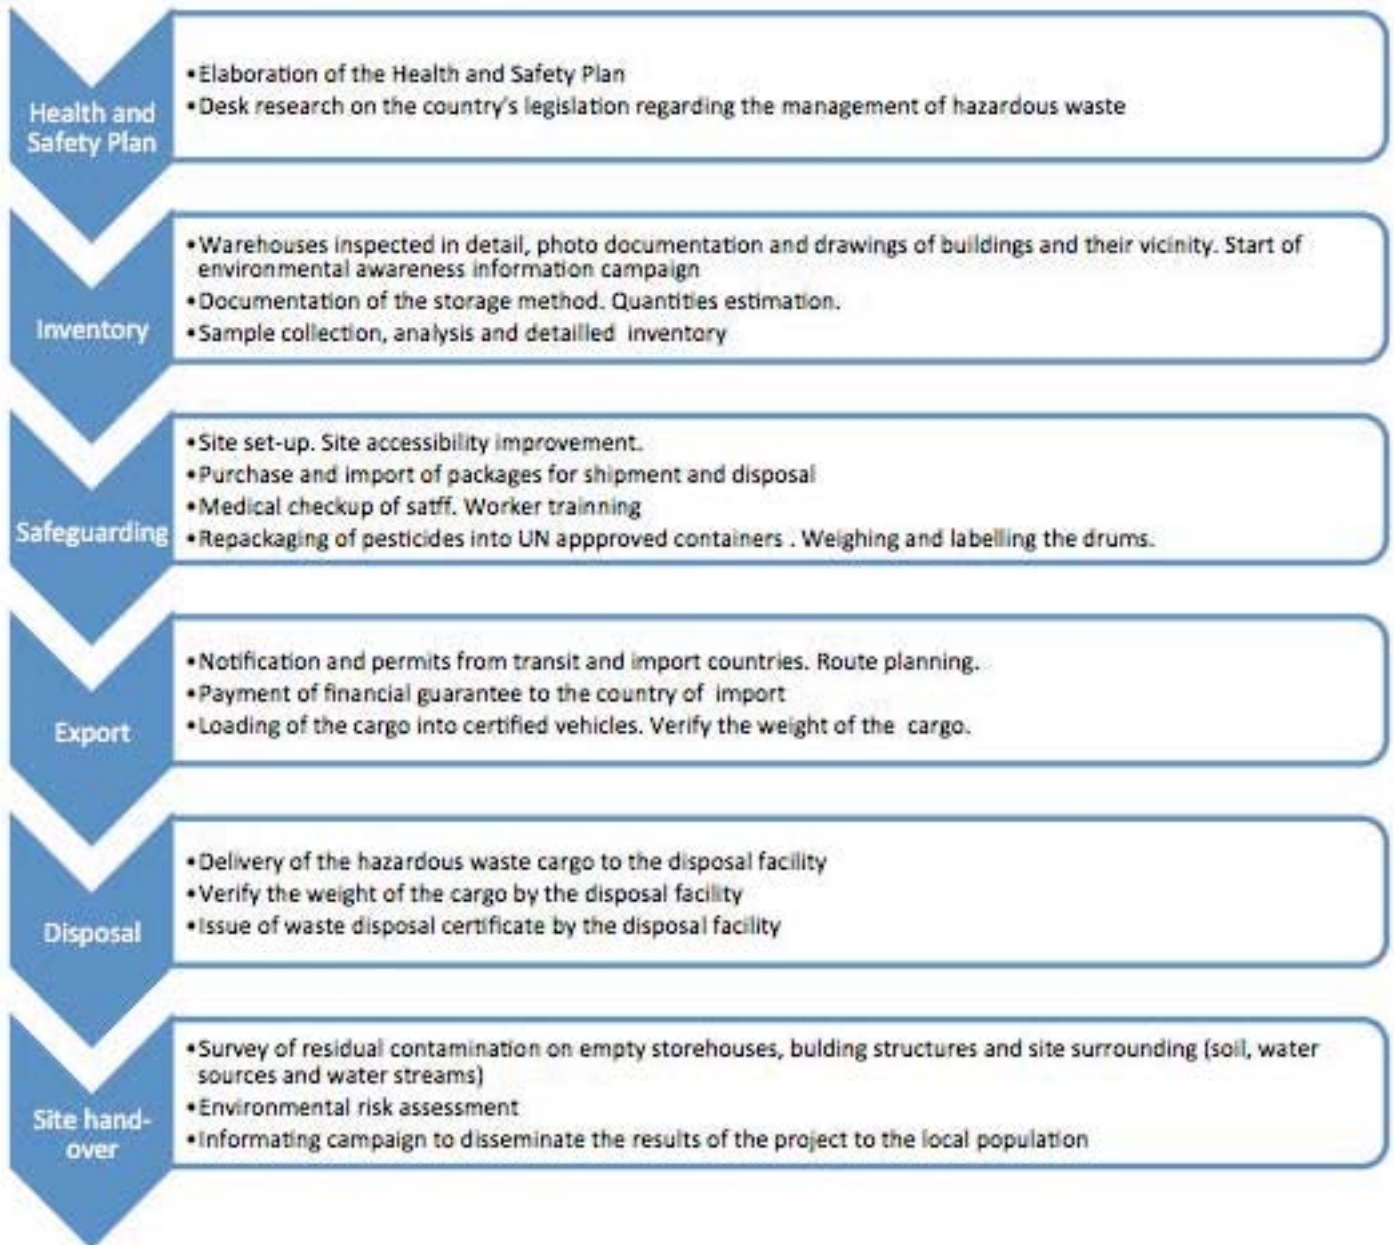 Health and
Safety Plan
•Elaboration of the Health and Safety Plan
•Desk research on the country's legislation regarding the management of hazardous waste
Inventory
•Warehouses inspected in detail, photo documentation and drawings of buildings and their vicinity. Start of
environmental awareness information campaign
•Documentation of the storage method. Quantities estimation.
•Sample collection, analysis and detailled inventory
Safeguarding
•Site set-up. Site accessibility improvement.
•Purchase and import of packages for shipment and disposal
•Medical checkup of satff. Worker trainning
•Repackaging of pesticides into UN appproved containers . Weighing and labelling the drums.
Export
•Notification and permits from transit and import countries. Route planning.
•Payment of financial guarantee to the country of import
•Loading of the cargo into certified vehicles. Verify the weight of the cargo.
Disposal
•Delivery of the hazardous waste cargo to the disposal facility
•Verify the weight of the cargo by the disposal facility
•Issue of waste disposal certificate by the disposal facility
Site hand-
over
•Survey of residual contamination on empty storehouses, bulding structures and site surrounding (soil, water
sources and water streams)
•Environmental risk assessment
•Informating campaign to disseminate the results of the project to the local population